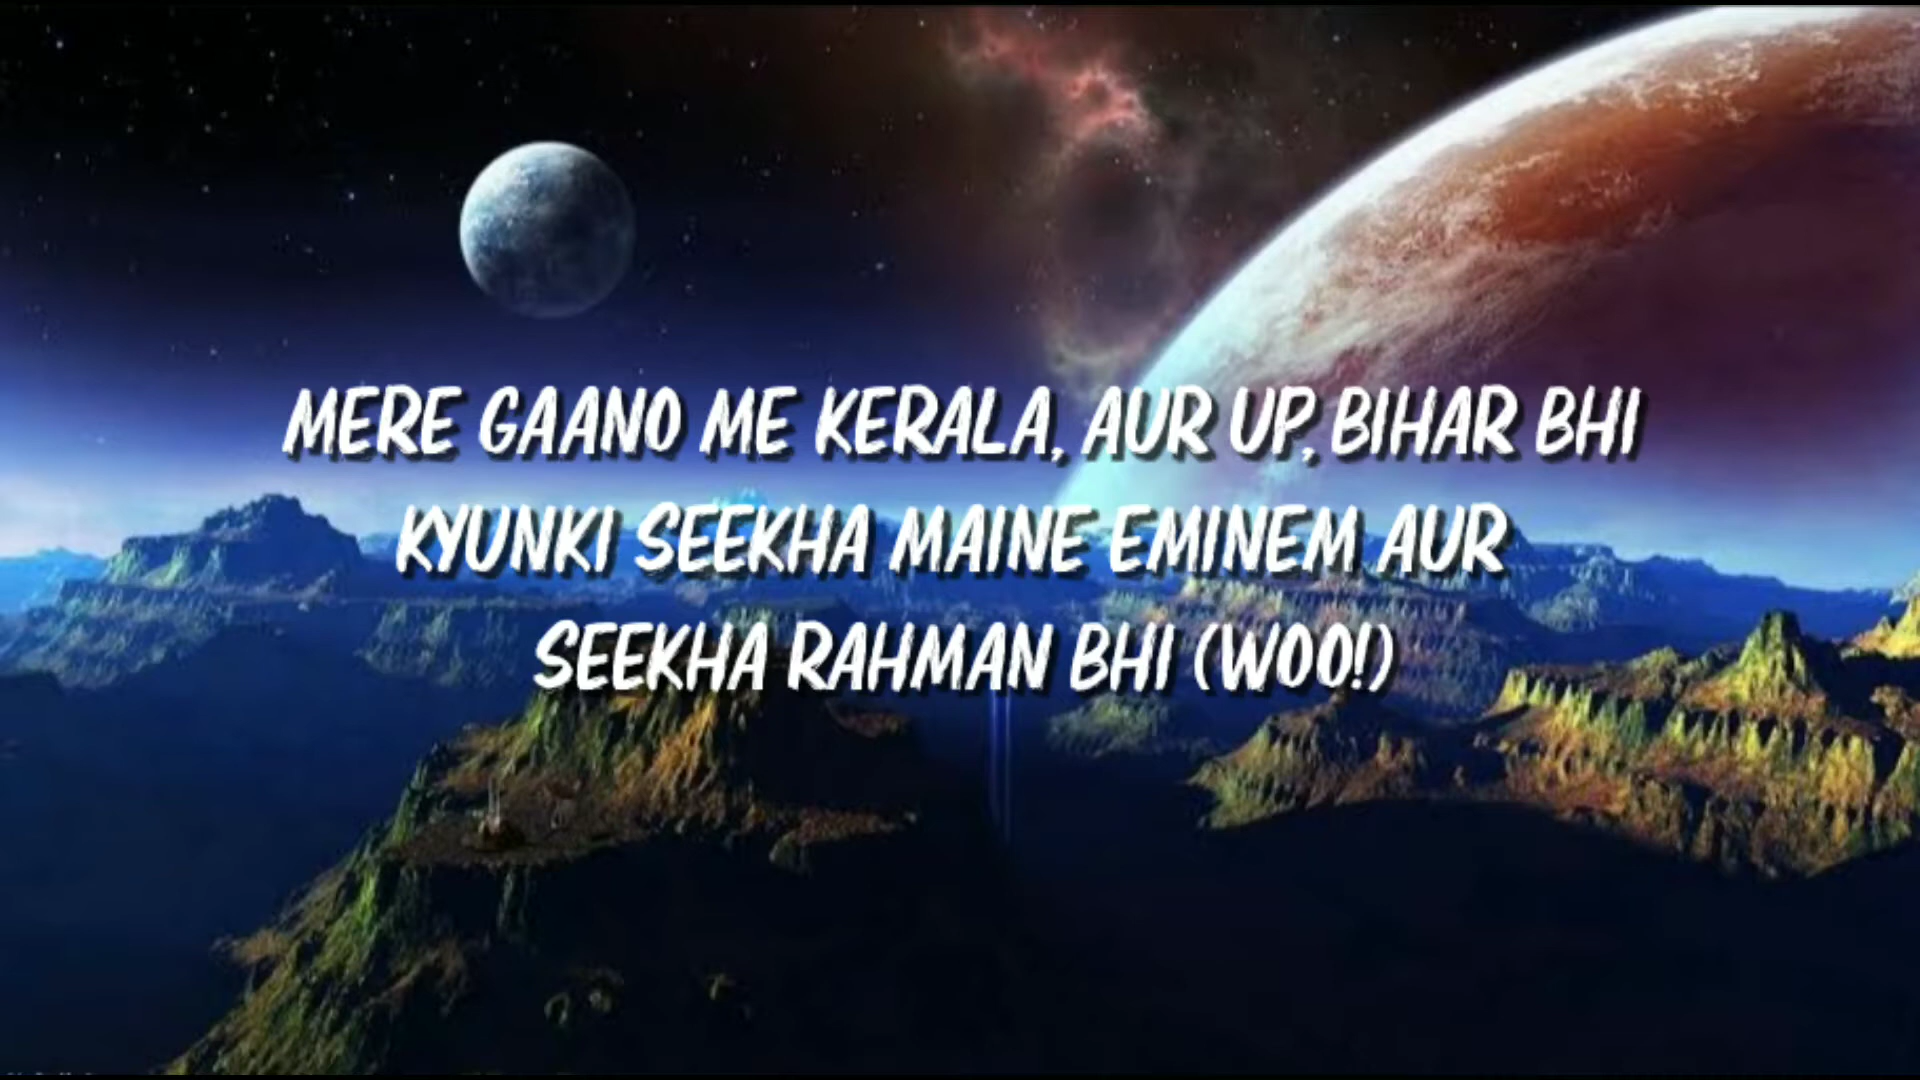 MERE GAANO ME KERALA, AUR UP, BIHAR BHI
KYUNKI SEEKHA MAINE EMINEM AUR
SEEKHA RAHMAN BHI (WOO!)